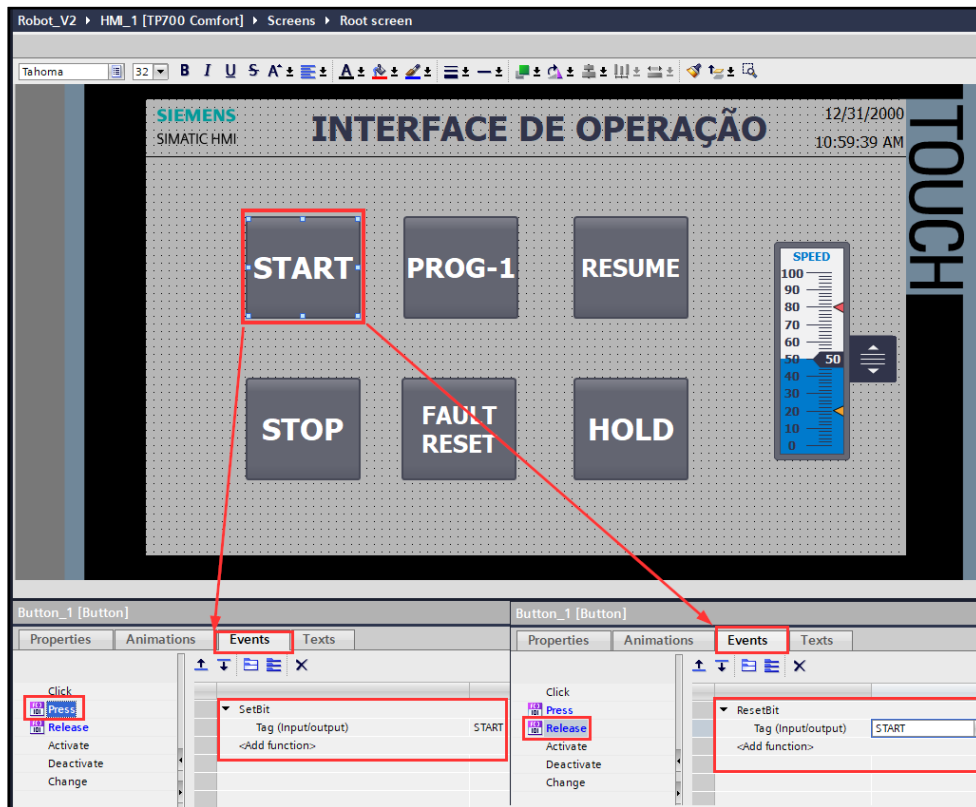 Robot_V2 ▸ HMI_1 [TP700 Comfort] ▸ Screens ▸ Root screen
Tahoma 32 B I U S A A
SIEMENS
SIMATIC HMI
INTERFACE DE OPERAÇÃO
12/31/2000
10:59:39 AM
TOUCH
START PROG-1 RESUME
STOP FAULT RESET HOLD
SPEED
100
90
80
70
60
50 50
40
30
20
10
0
Button_1 [Button]
Properties Animations Events Texts
Click
Press
Release
Activate
Deactivate
Change
SetBit
Tag (Input/output) START
<Add function>
Button_1 [Button]
Properties Animations Events Texts
Click
Press
Release
Activate
Deactivate
Change
ResetBit
Tag (Input/output) START
<Add function>